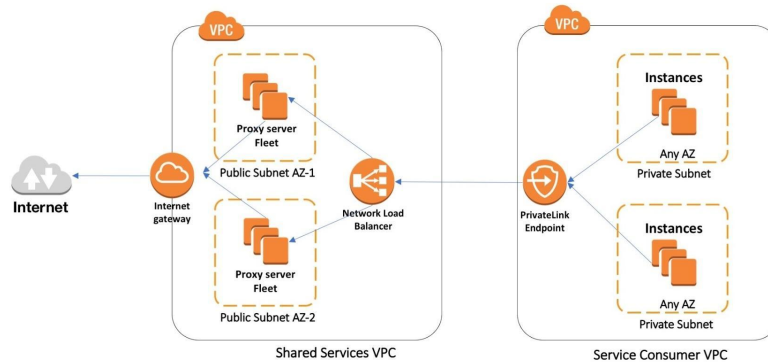 VPC
VPC
Instances
Proxy server
Fleet
Any AZ
Public Subnet AZ-1
Private Subnet
Internet
Internet
gateway
Network Load
Balancer
PrivateLink
Endpoint
Instances
Proxy server
Fleet
Any AZ
Public Subnet AZ-2
Private Subnet
Shared Services VPC
Service Consumer VPC